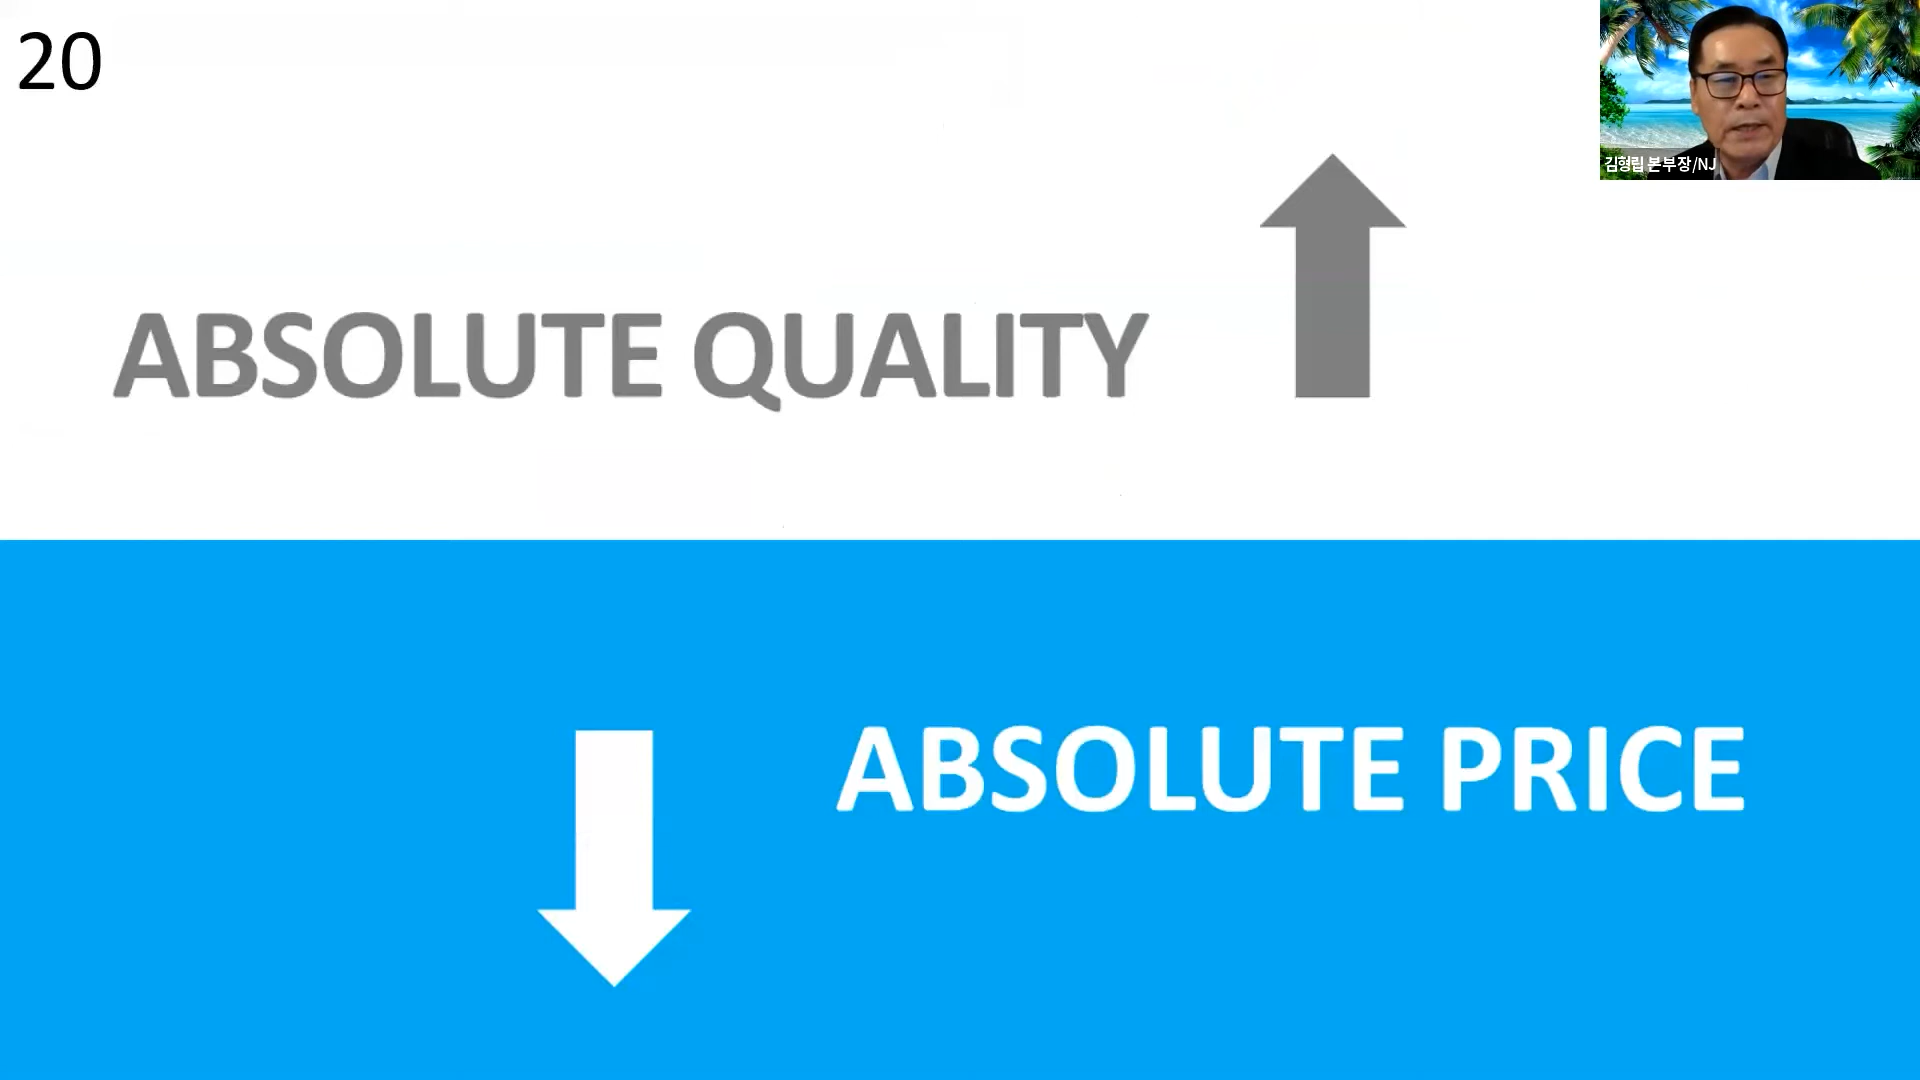 20
김형립 본부장/NJ
ABSOLUTE QUALITY
ABSOLUTE PRICE